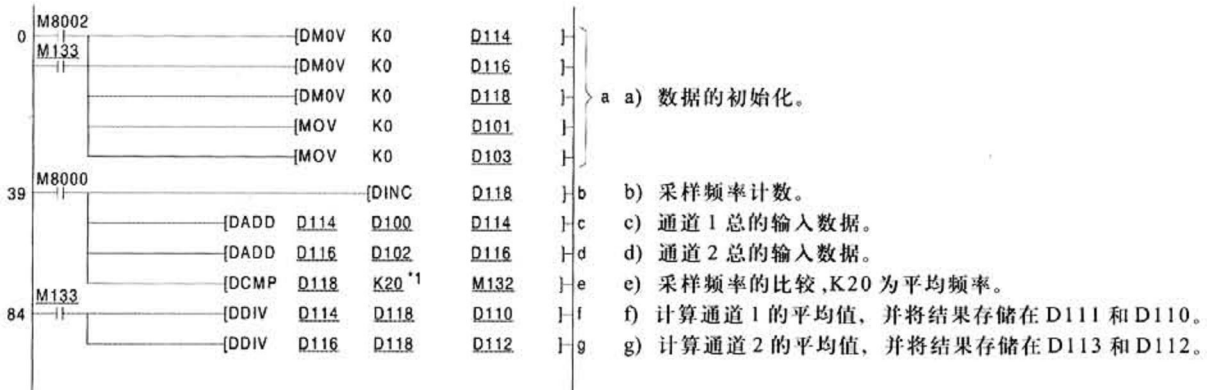 M8002
0 [DMOV K0 D114 ]
M133
[DMOV K0 D116 ]
[DMOV K0 D118 ] a a) 数据的初始化。
[MOV K0 D101 ]
[MOV K0 D103 ]
M8000
39 [DINC D118 ] b b) 采样频率计数。
[DADD D114 D100 D114 ] c c) 通道1总的输入数据。
[DADD D116 D102 D116 ] d d) 通道2总的输入数据。
[DCMP D118 K20 *1 M132 ] e e) 采样频率的比较,K20为平均频率。
M133
84 [DDIV D114 D118 D110 ] f f) 计算通道1的平均值、并将结果存储在D111和D110。
[DDIV D116 D118 D112 ] g g) 计算通道2的平均值、并将结果存储在D113和D112。